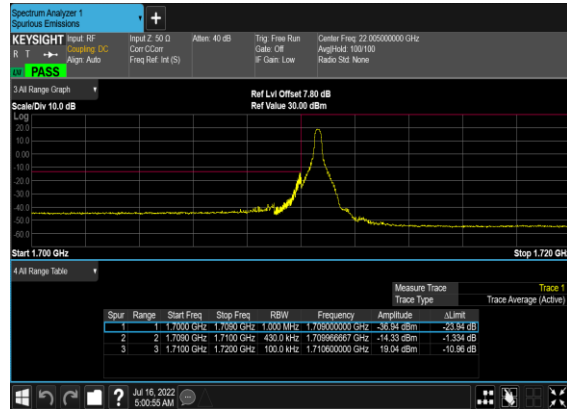 Spectrum Analyzer 1
Spurious Emissions
+
KEYSIGHT Input: RF Input Z: 50 Ω Atten: 40 dB Trig: Free Run Center Freq: 22.005000000 GHz
R T Coupling: DC Corr CCorr Gate: Off Avg|Hold: 100/100
Align: Auto Freq Ref: Int (S) IF Gain: Low Radio Std: None
PASS
3 All Range Graph
Ref Lvl Offset 7.80 dB
Scale/Div 10.0 dB Ref Value 30.00 dBm
Log
20.0
10.0
0.00
-10.0
-20.0
-30.0
-40.0
-50.0
-60.0
Start 1.700 GHz Stop 1.720 GH
4 All Range Table
Measure Trace Trace 1
Trace Type Trace Average (Active)
Spur Range Start Freq Stop Freq RBW Frequency Amplitude ΔLimit
1 1 1.7000 GHz 1.7090 GHz 1.000 MHz 1.709000000 GHz -36.94 dBm -23.94 dB
2 2 1.7090 GHz 1.7100 GHz 430.0 kHz 1.709966667 GHz -14.33 dBm -1.334 dB
3 3 1.7100 GHz 1.7200 GHz 100.0 kHz 1.710600000 GHz 19.04 dBm -10.96 dB
?
Jul 16, 2022
5:00:55 AM